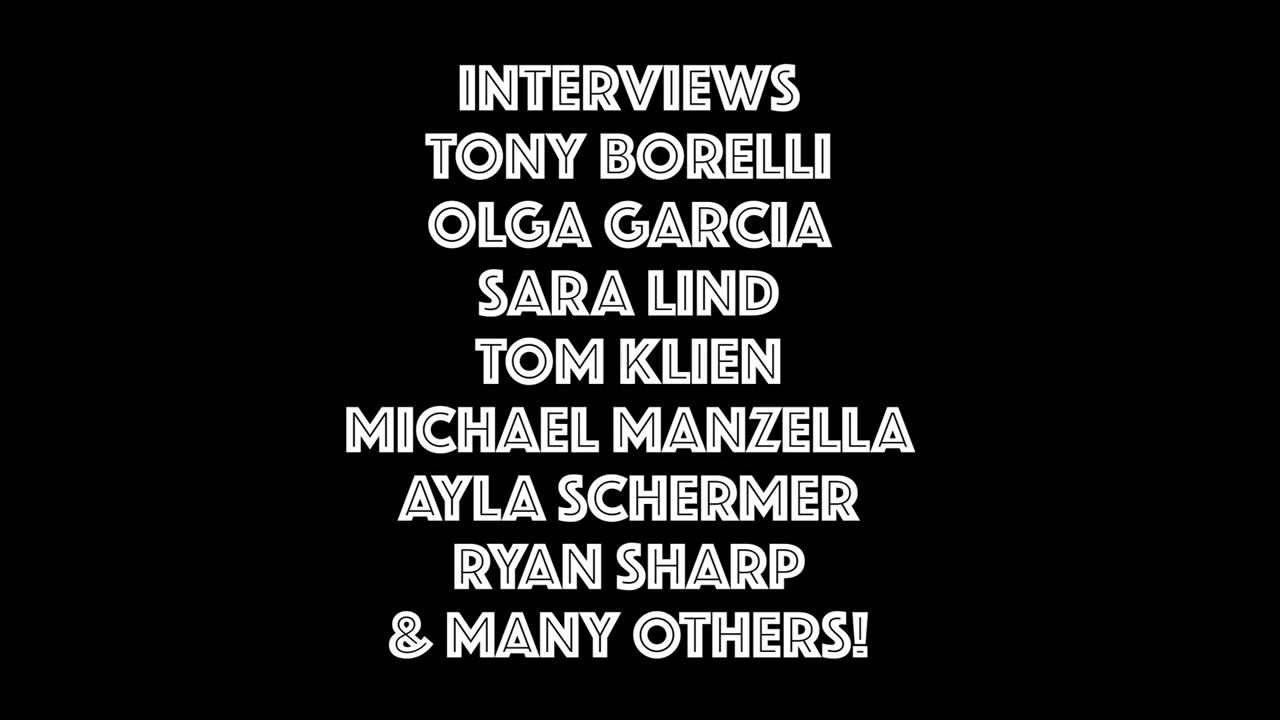 INTERVIEWS
TONY BORELLI
OLGA GARCIA
SARA LIND
TOM KLIEN
MICHAEL MANZELLA
AYLA SCHERMER
RYAN SHARP
& MANY OTHERS!